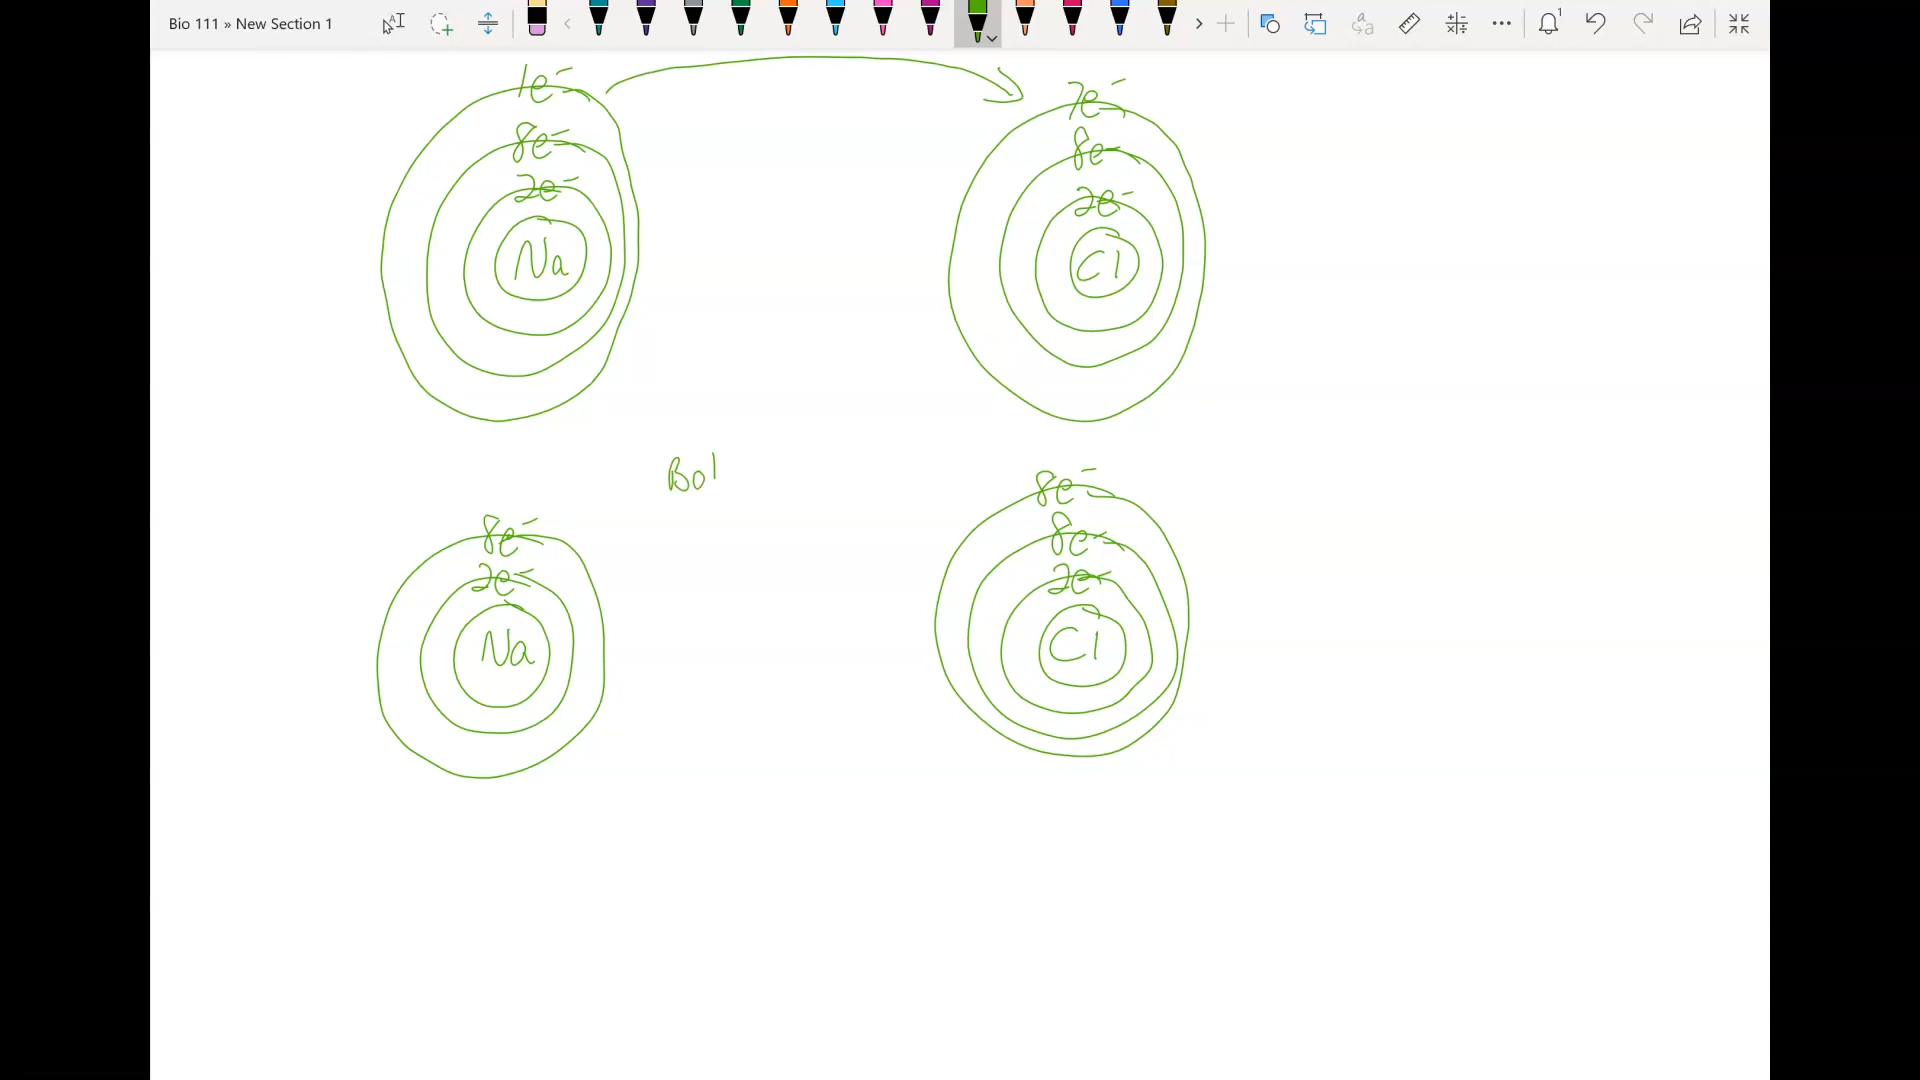 Bio 111 » New Section 1
1e⁻
7e⁻
8e⁻
8e⁻
2e⁻
2e⁻
Na
Cl
Bol
8e⁻
8e⁻
8e⁻
2e⁻
2e⁻
Na
Cl